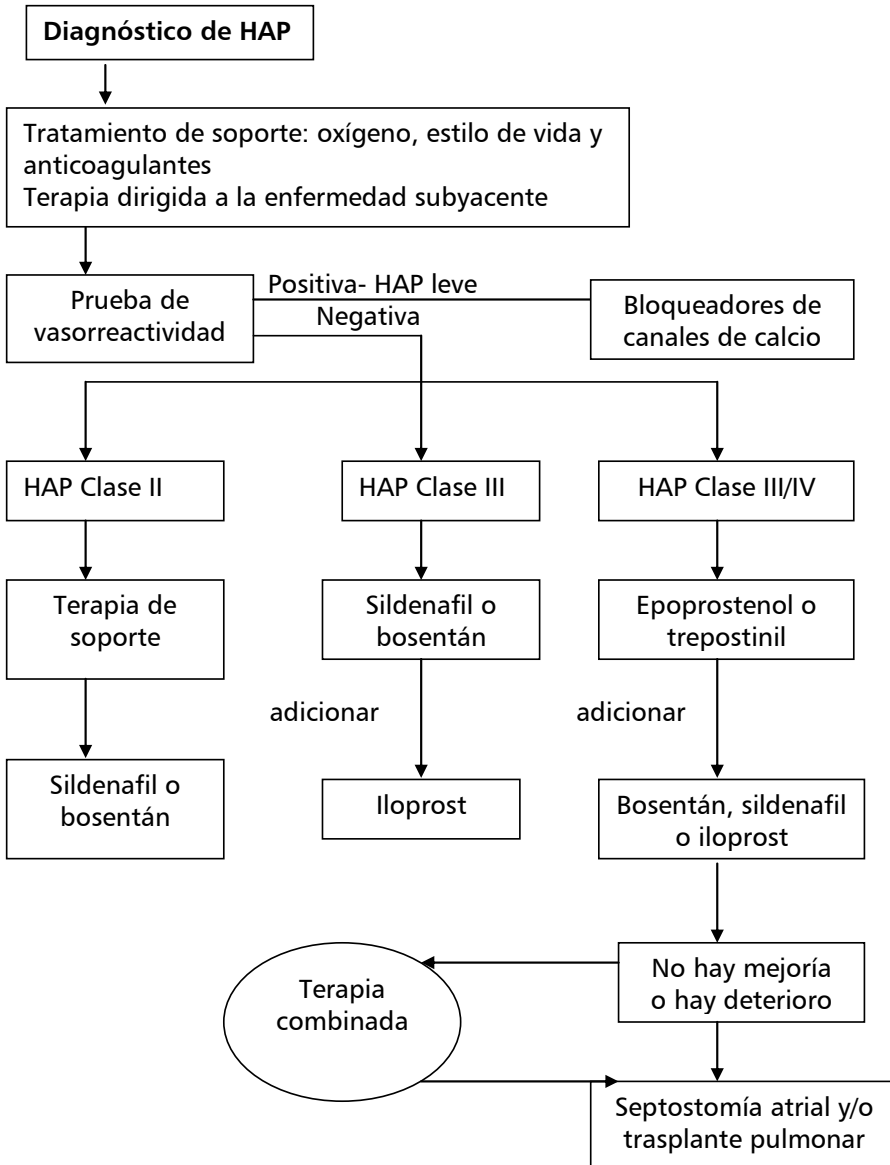 Diagnóstico de HAP
Tratamiento de soporte: oxígeno, estilo de vida y
anticoagulantes
Terapia dirigida a la enfermedad subyacente
Prueba de
vasorreactividad
Positiva- HAP leve
Negativa
Bloqueadores de
canales de calcio
HAP Clase II
HAP Clase III
HAP Clase III/IV
Terapia de
soporte
Sildenafil o
bosentán
Epoprostenol o
trepostinil
adicionar
adicionar
Sildenafil o
bosentán
Iloprost
Bosentán, sildenafil
o iloprost
No hay mejoría
o hay deterioro
Terapia
combinada
Septostomía atrial y/o
trasplante pulmonar